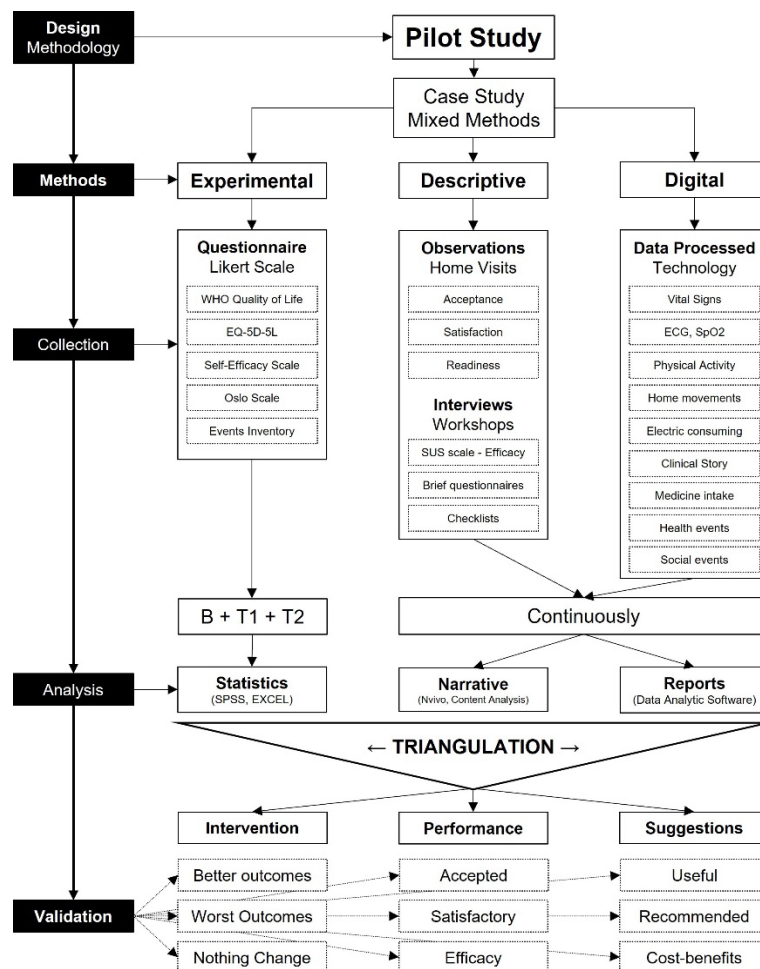 Design
Methodology
Pilot Study
Case Study
Mixed Methods
Methods
Experimental
Descriptive
Digital
Questionnaire
Likert Scale
WHO Quality of Life
EQ-5D-5L
Self-Efficacy Scale
Oslo Scale
Events Inventory
Observations
Home Visits
Acceptance
Satisfaction
Readiness
Interviews
Workshops
SUS scale - Efficacy
Brief questionnaires
Checklists
Data Processed
Technology
Vital Signs
ECG, SpO2
Physical Activity
Home movements
Electric consuming
Clinical Story
Medicine intake
Health events
Social events
Collection
B + T1 + T2
Continuously
Analysis
Statistics
(SPSS, EXCEL)
Narrative
(Nvivo, Content Analysis)
Reports
(Data Analytic Software)
← TRIANGULATION →
Intervention
Performance
Suggestions
Validation
Better outcomes
Accepted
Useful
Worst Outcomes
Satisfactory
Recommended
Nothing Change
Efficacy
Cost-benefits